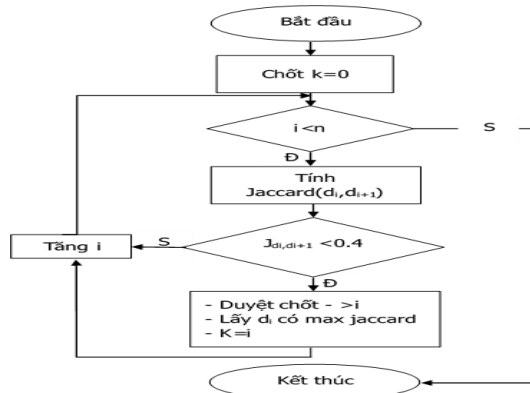 Bắt đầu
Chốt k=0
i <n
S
Đ
Tính
Jaccard(dᵢ,dᵢ₊₁)
Jdi,di+1 <0.4
S
Tăng i
Đ
- Duyệt chốt - >i
- Lấy dᵢ có max jaccard
- K=i
Kết thúc